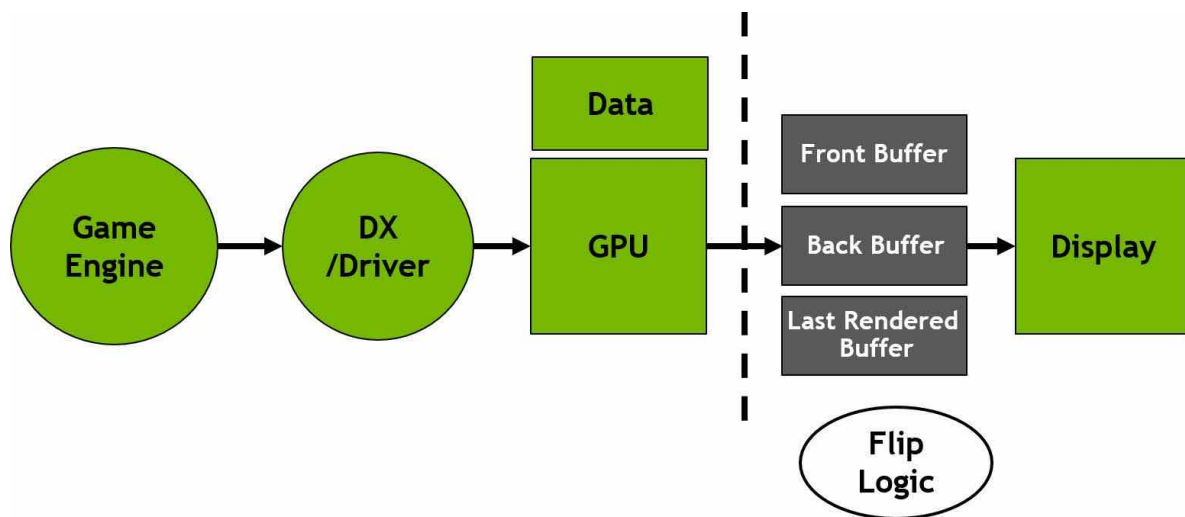 Game
Engine
DX
/Driver
Data
GPU
Front Buffer
Back Buffer
Last Rendered
Buffer
Flip
Logic
Display